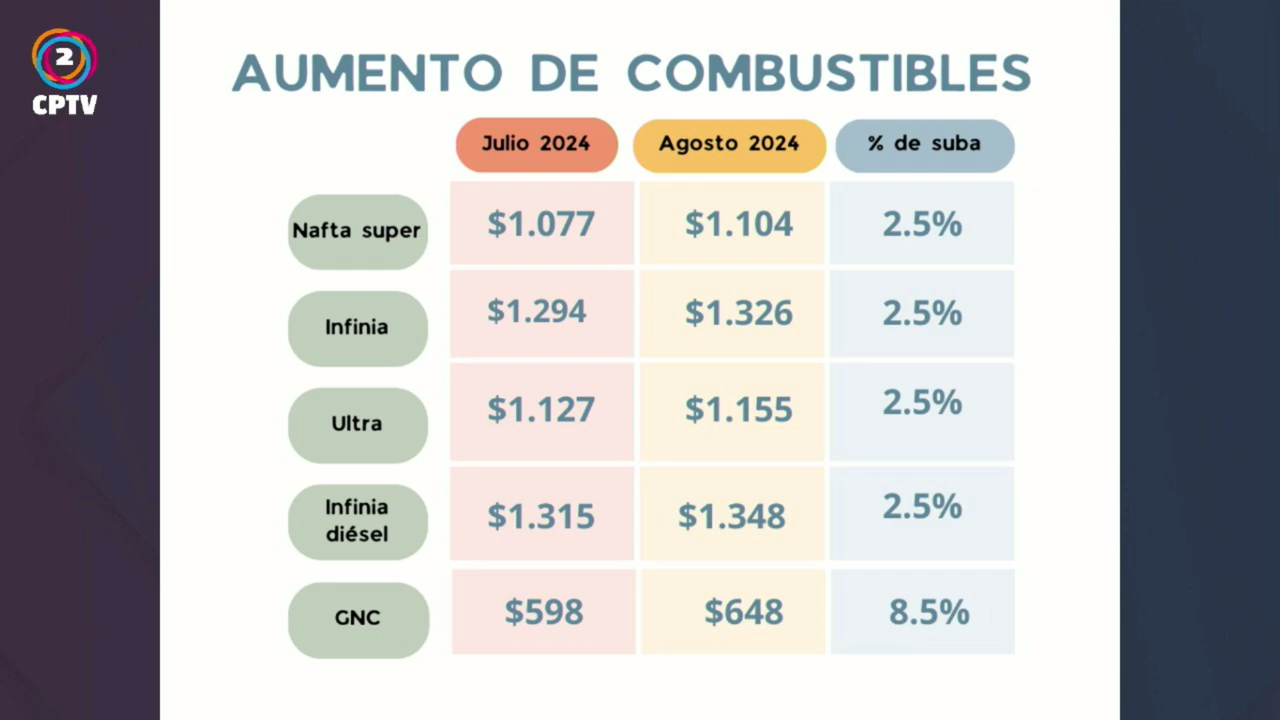 2
CPTV
AUMENTO DE COMBUSTIBLES
Julio 2024 Agosto 2024 % de suba
Nafta super $1.077 $1.104 2.5%
Infinia $1.294 $1.326 2.5%
Ultra $1.127 $1.155 2.5%
Infinia
diésel $1.315 $1.348 2.5%
GNC $598 $648 8.5%